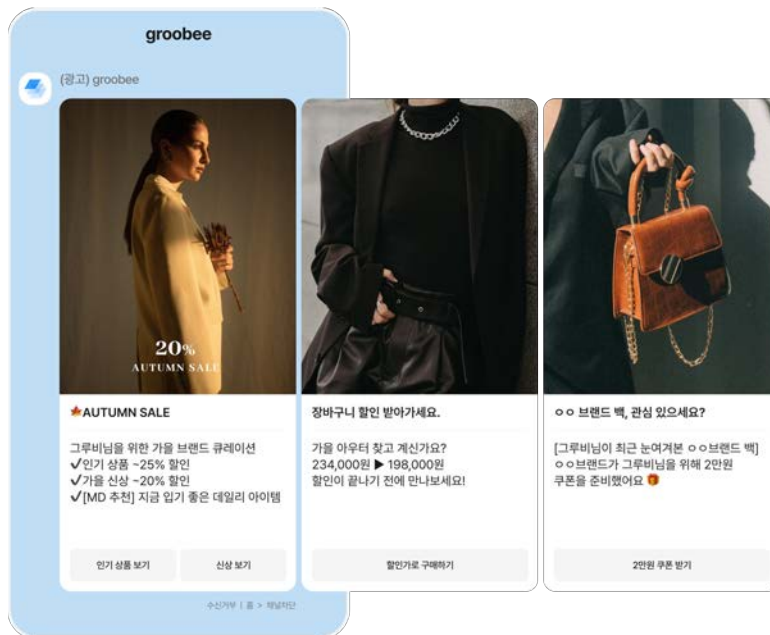 groobee
(광고) groobee
20%
AUTUMN SALE
🍁AUTUMN SALE
그루비님을 위한 가을 브랜드 큐레이션
✓인기 상품 ~25% 할인
✓가을 신상 ~20% 할인
✓[MD 추천] 지금 입기 좋은 데일리 아이템
인기 상품 보기
신상 보기
장바구니 할인 받아가세요.
가을 아우터 찾고 계신가요?
234,000원 ▶ 198,000원
할인이 끝나기 전에 만나보세요!
할인가로 구매하기
ㅇㅇ 브랜드 백, 관심 있으세요?
[그루비님이 최근 눈여겨본 ㅇㅇ브랜드 백]
ㅇㅇ브랜드가 그루비님을 위해 2만원
쿠폰을 준비했어요 🎁
2만원 쿠폰 받기
수신거부 | 홈 > 채널차단